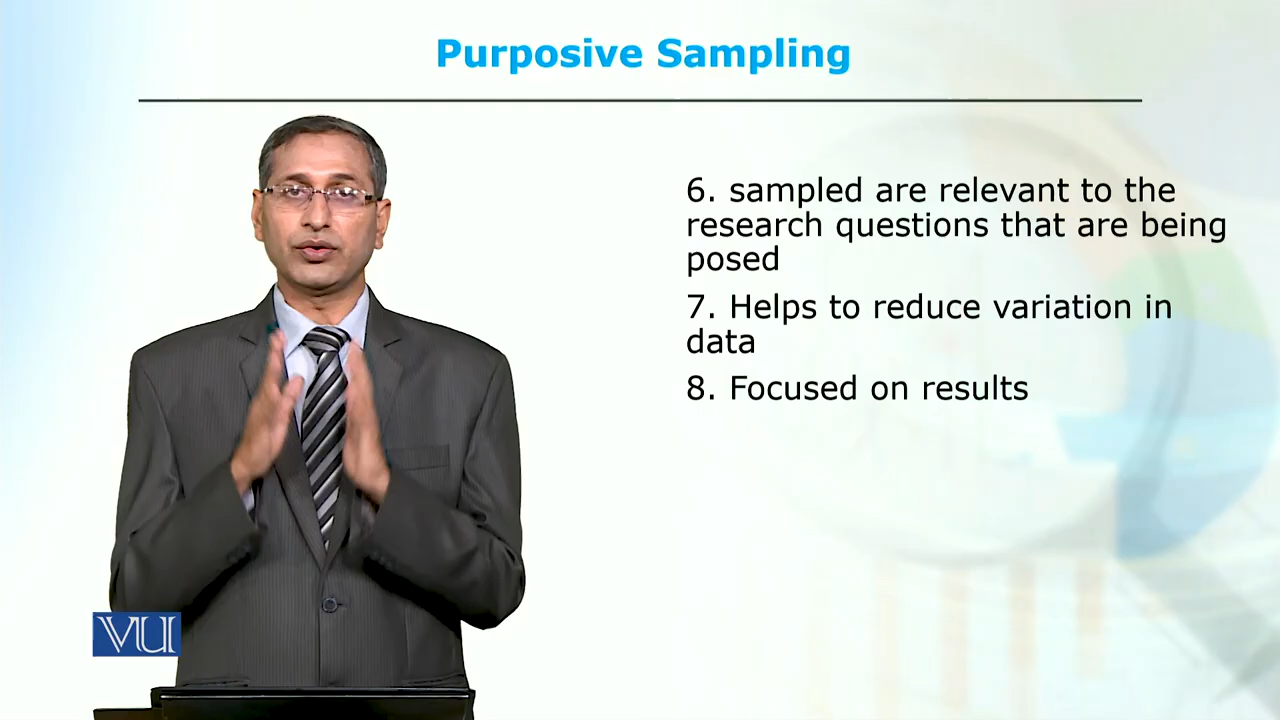 Purposive Sampling
6. sampled are relevant to the
research questions that are being
posed
7. Helps to reduce variation in
data
8. Focused on results
VU